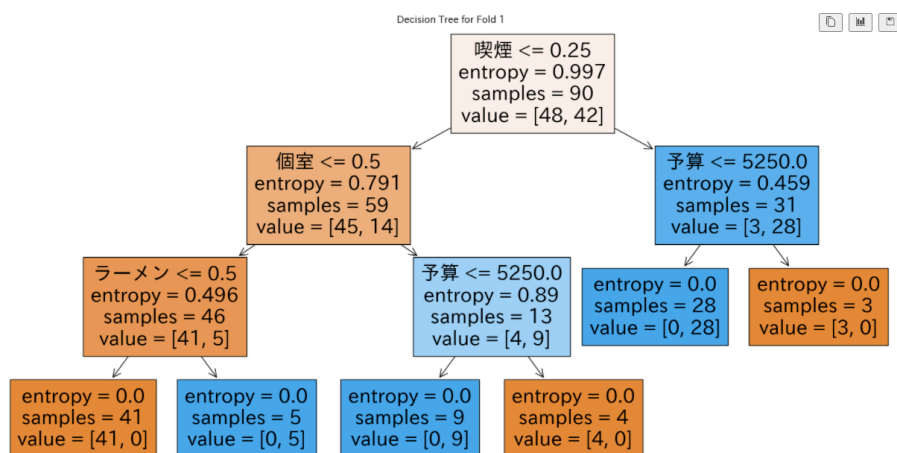 Decision Tree for Fold 1
喫煙 <= 0.25
entropy = 0.997
samples = 90
value = [48, 42]
個室 <= 0.5
entropy = 0.791
samples = 59
value = [45, 14]
予算 <= 5250.0
entropy = 0.459
samples = 31
value = [3, 28]
ラーメン <= 0.5
entropy = 0.496
samples = 46
value = [41, 5]
予算 <= 5250.0
entropy = 0.89
samples = 13
value = [4, 9]
entropy = 0.0
samples = 28
value = [0, 28]
entropy = 0.0
samples = 3
value = [3, 0]
entropy = 0.0
samples = 41
value = [41, 0]
entropy = 0.0
samples = 5
value = [0, 5]
entropy = 0.0
samples = 9
value = [0, 9]
entropy = 0.0
samples = 4
value = [4, 0]